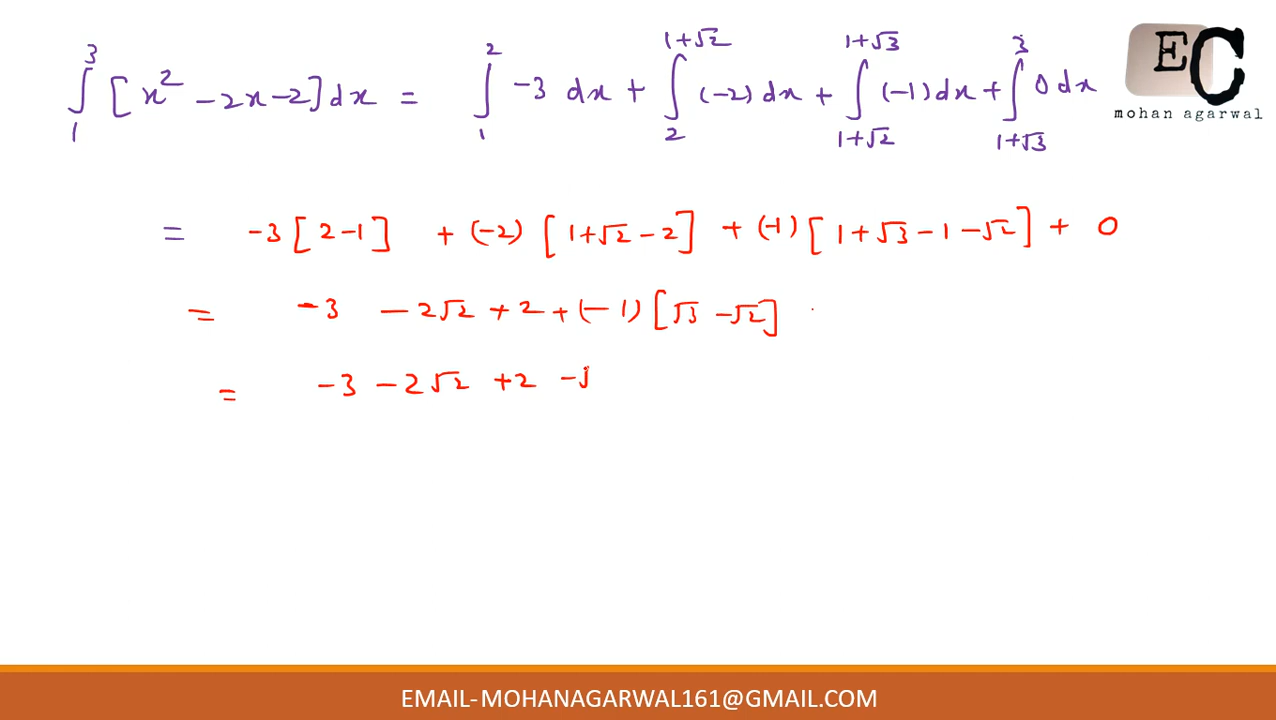 ∫₁³ [x² - 2x - 2] dx = ∫₁² -3 dx + ∫₂^(1+√2) (-2) dx + ∫_(1+√2)^(1+√3) (-1) dx + ∫_(1+√3)^3 0 dx
EC
mohan agarwal
= -3 [2-1] + (-2) [1+√2 - 2] + (-1) [1+√3 - 1 - √2] + 0
= -3 - 2√2 + 2 + (-1) [√3 - √2]
= -3 - 2√2 + 2 - √
EMAIL-MOHANAGARWAL161@GMAIL.COM